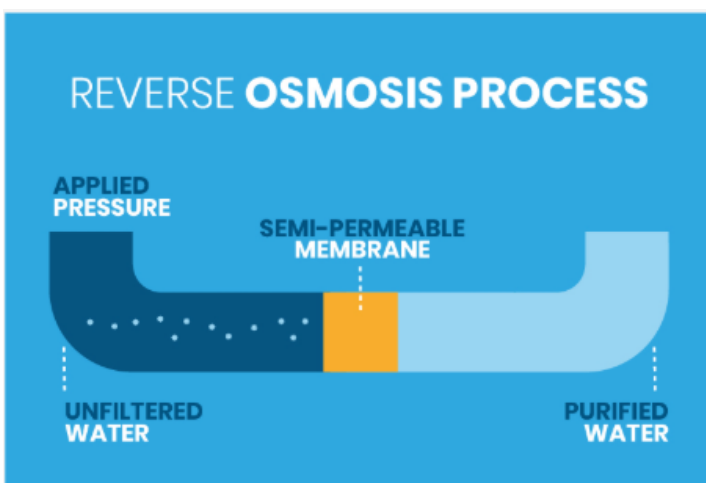 REVERSE OSMOSIS PROCESS
APPLIED
PRESSURE
SEMI-PERMEABLE
MEMBRANE
UNFILTERED
WATER
PURIFIED
WATER